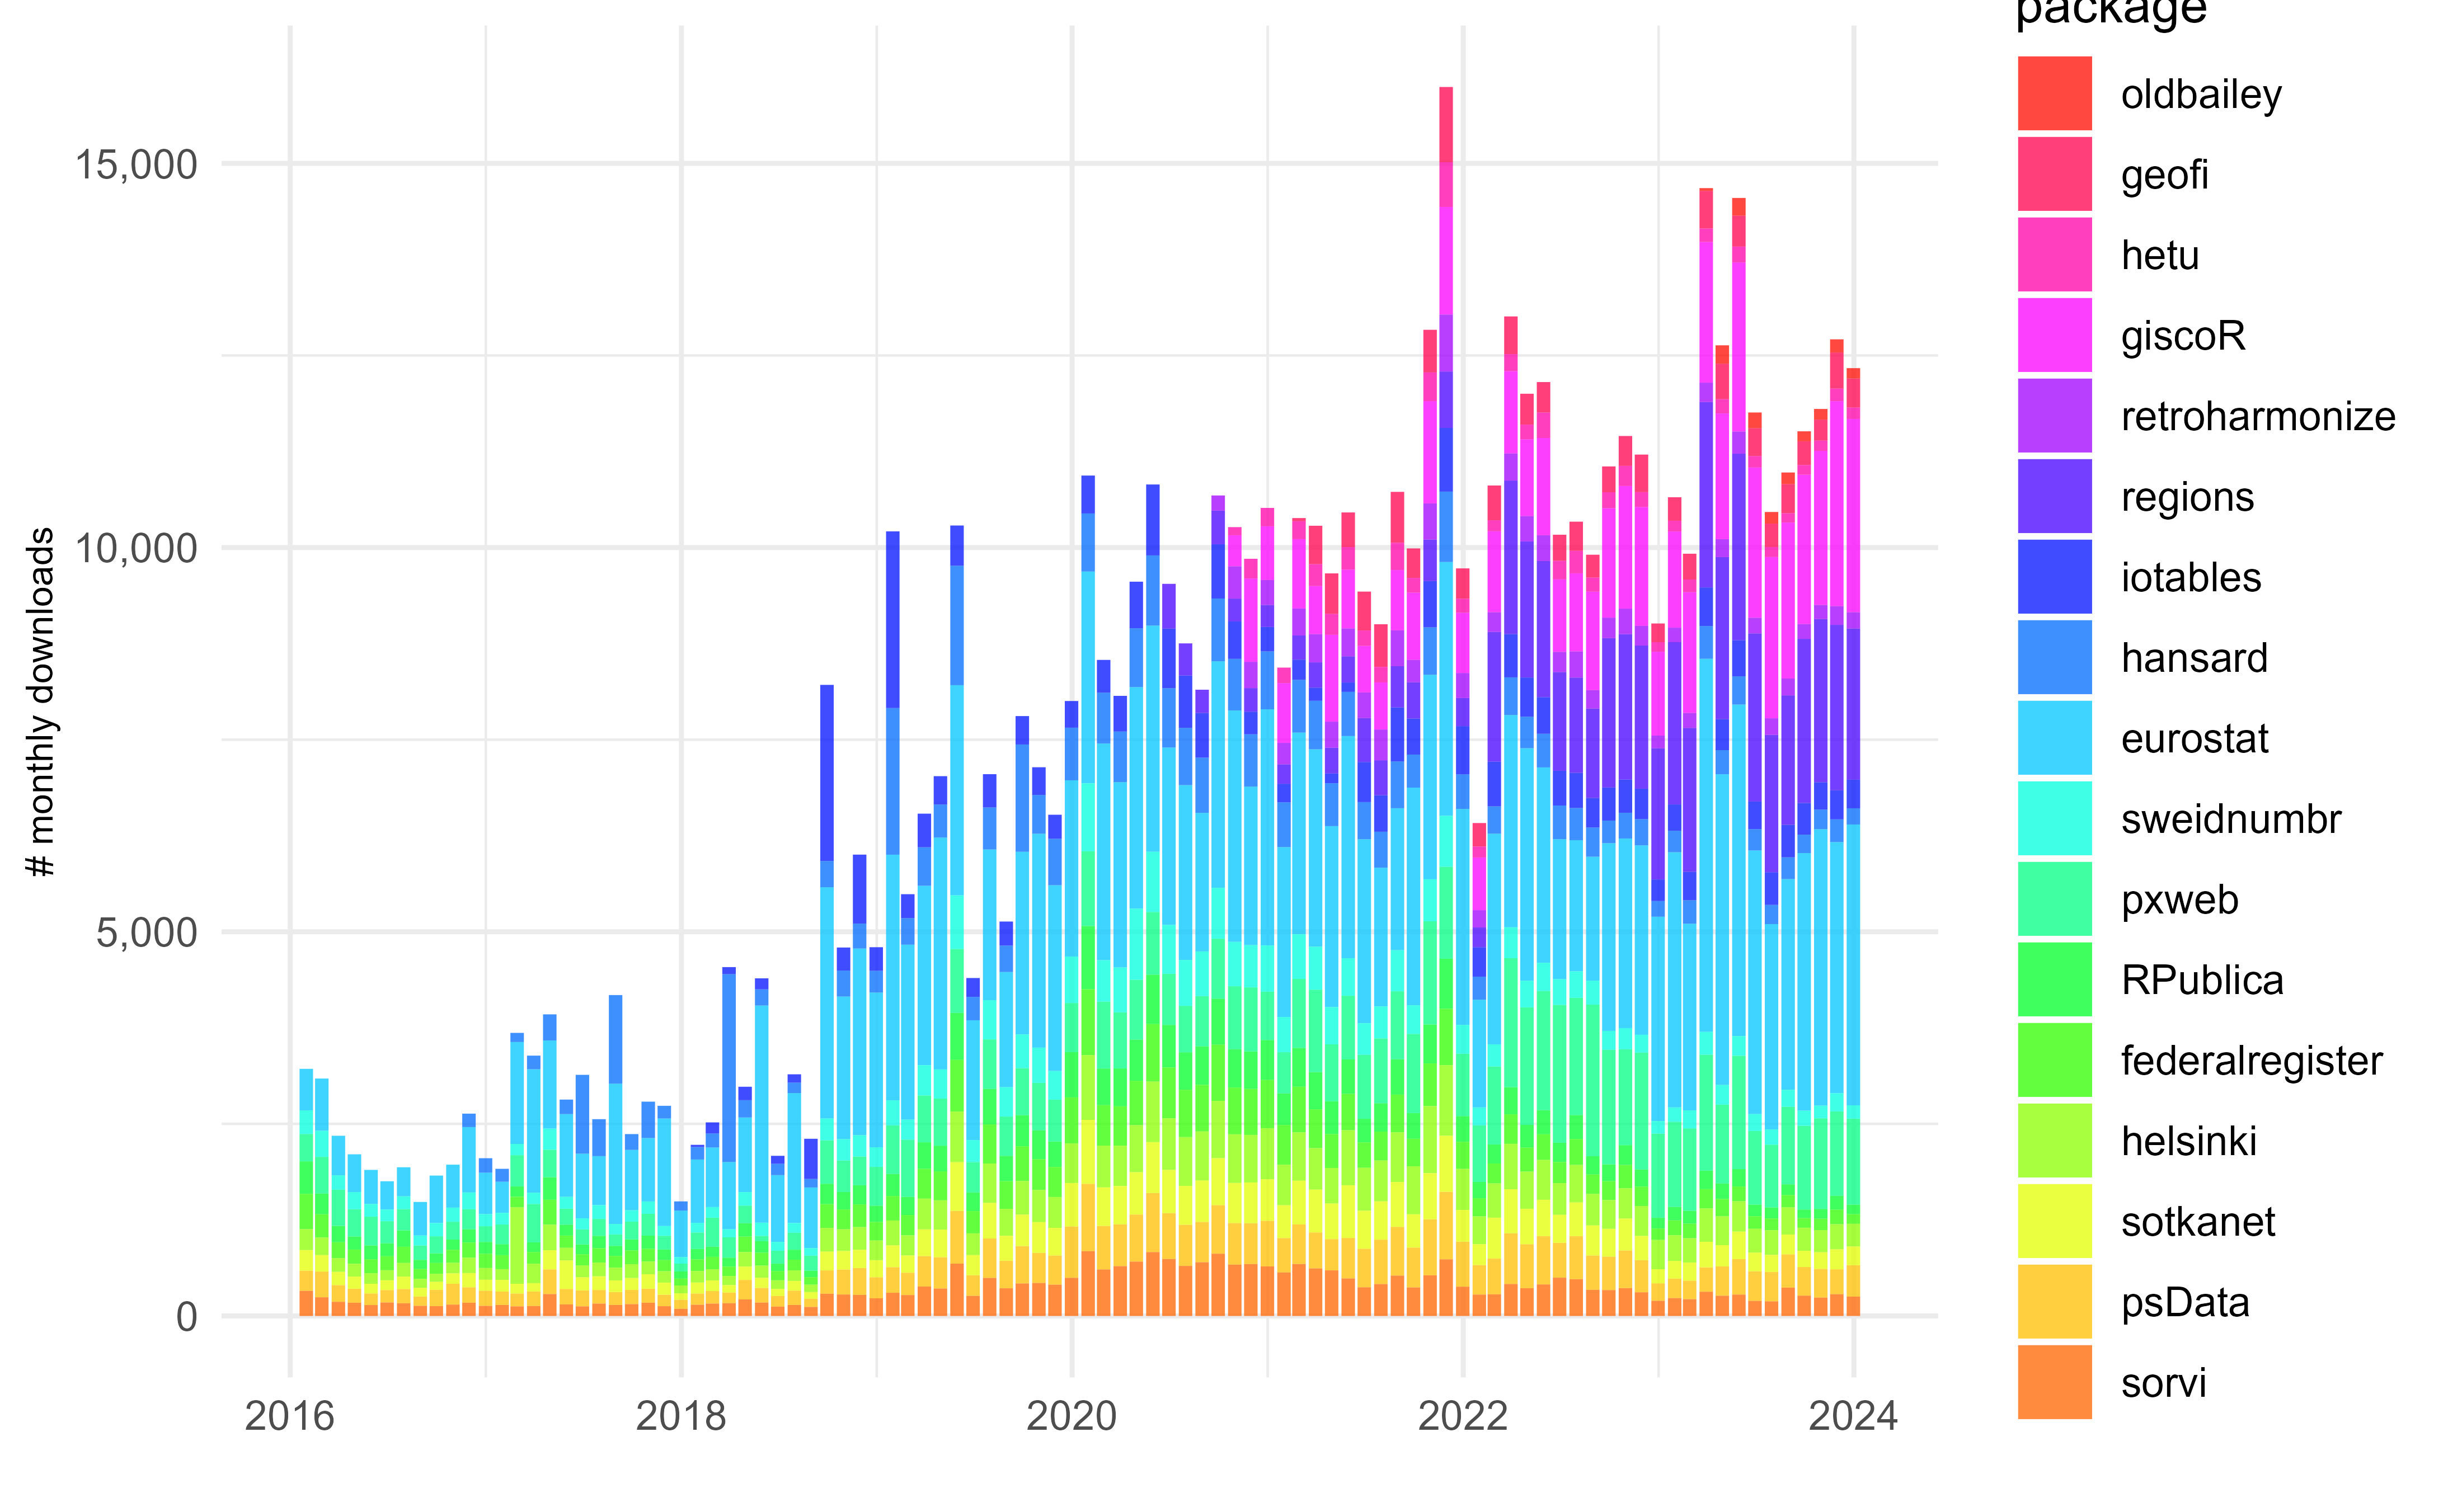 package
oldbailey
geofi
hetu
giscoR
retroharmonize
regions
iotables
hansard
eurostat
sweidnumbr
pxweb
RPublica
federalregister
helsinki
sotkanet
psData
sorvi
# monthly downloads
15,000
10,000
5,000
0
2016 2018 2020 2022 2024